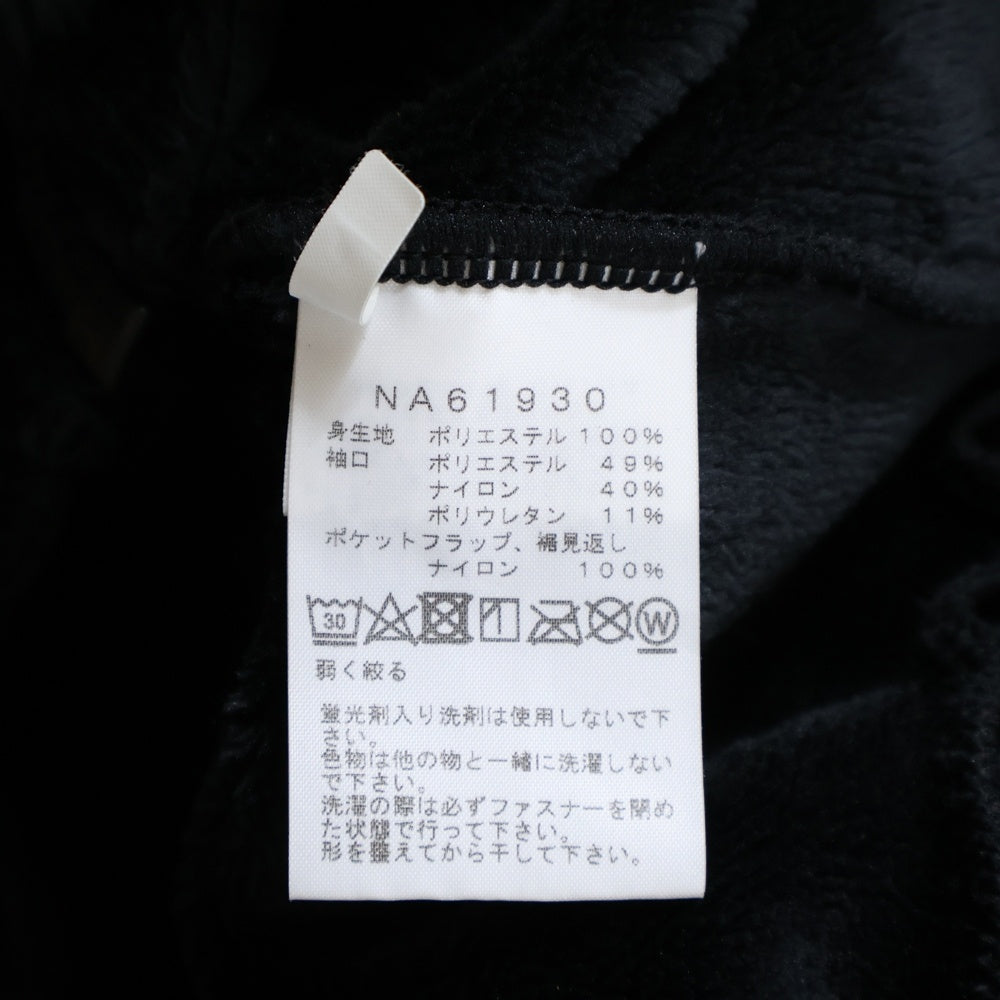 NA61930
身生地 ポリエステル 100%
袖口 ポリエステル 49%
ナイロン 40%
ポリウレタン 11%
ポケットフラップ、裾見返し
ナイロン 100%
30 W
弱く絞る
蛍光剤入り洗剤は使用しないで下
さい。
色物は他の物と一緒に洗濯しない
で下さい。
洗濯の際は必ずファスナーを閉め
た状態で行って下さい。
形を整えてから干して下さい。